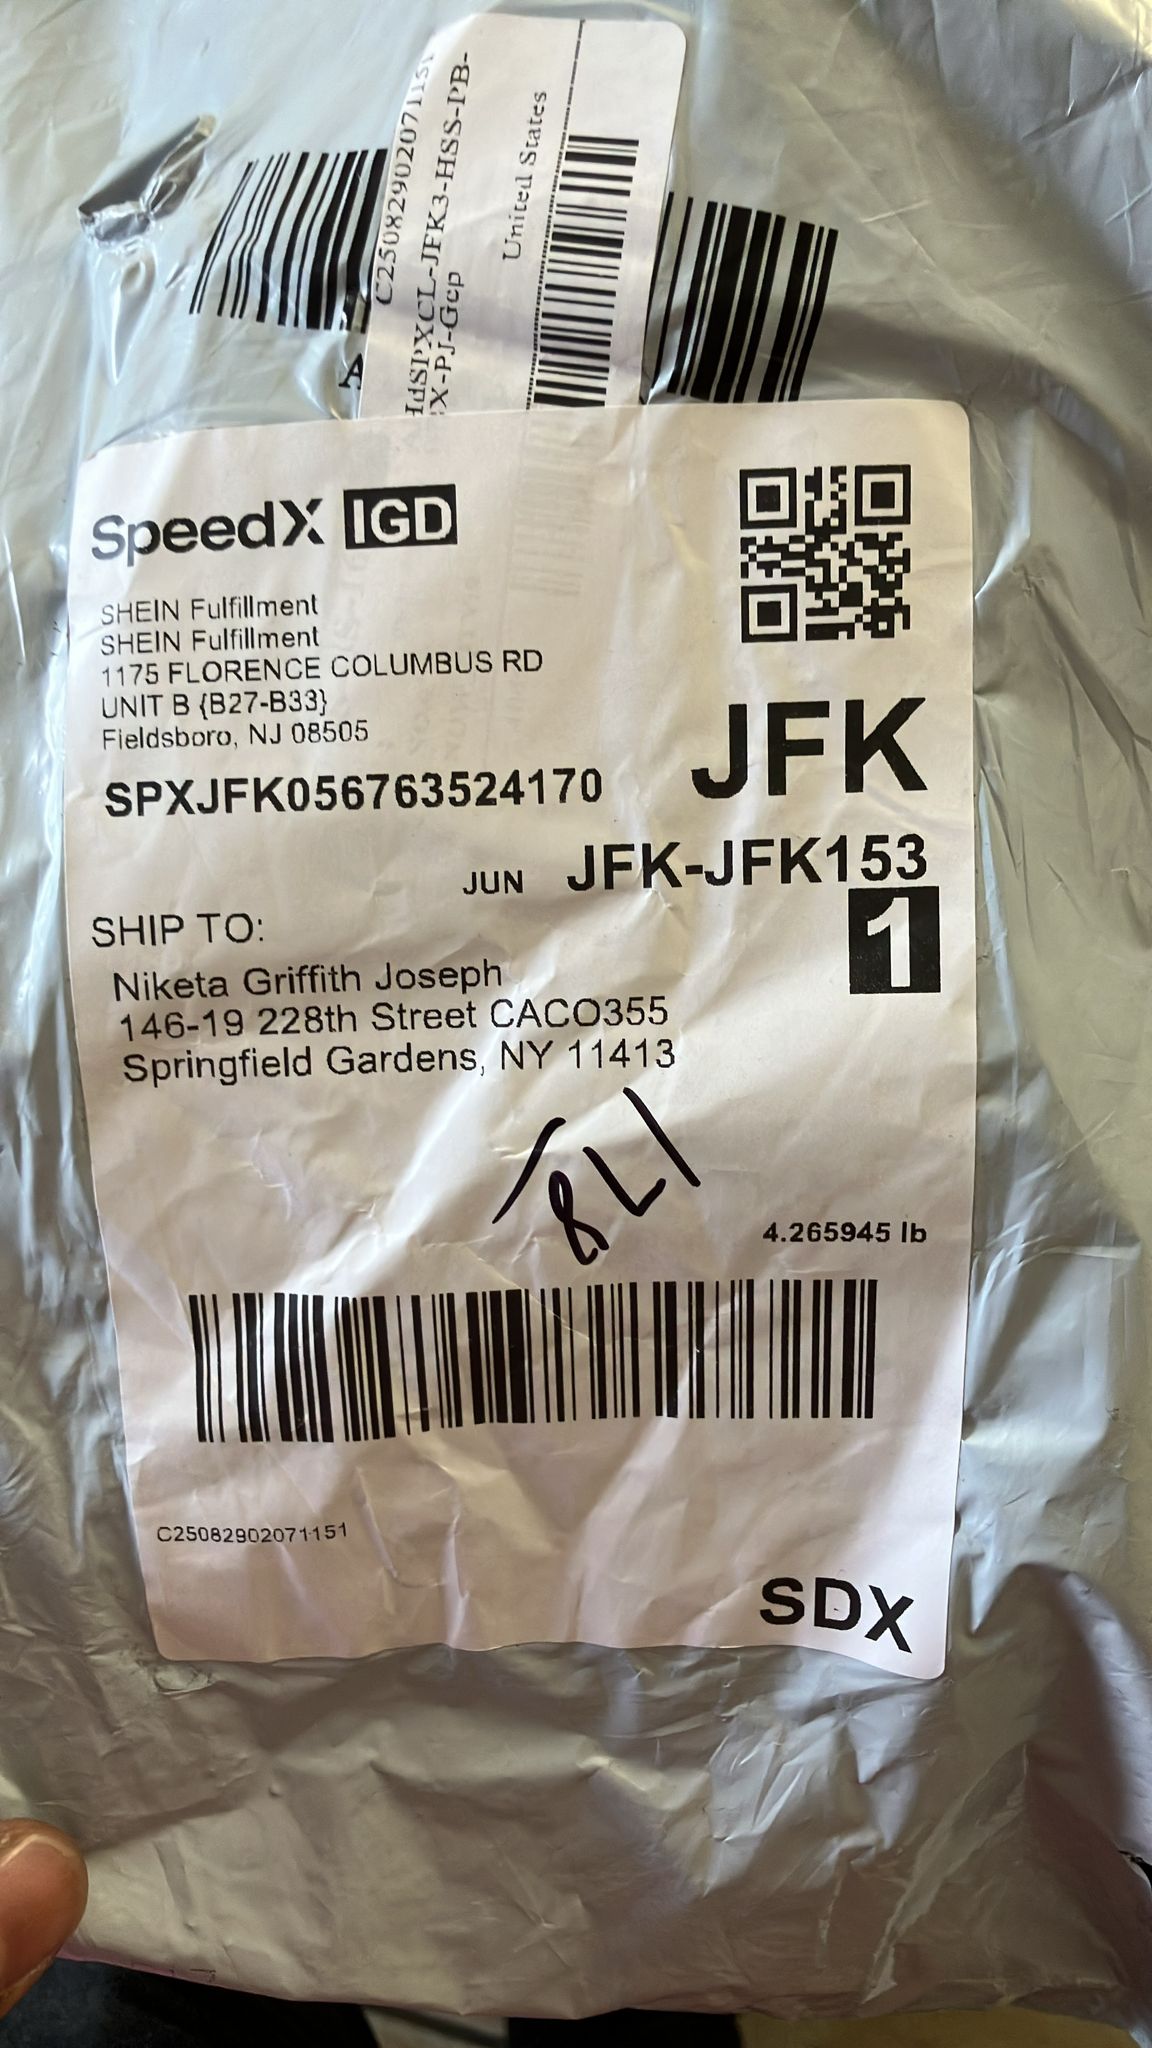 C25082902071151
HdSPXCL-JFK3-HSS-PB-
X-PJ-Gcp
United States
A
SpeedX IGD
SHEIN Fulfillment
SHEIN Fulfillment
1175 FLORENCE COLUMBUS RD
UNIT B {B27-B33}
Fieldsboro, NJ 08505
SPXJFK056763524170
JFK
JUN JFK-JFK153
1
SHIP TO:
Niketa Griffith Joseph
146-19 228th Street CACO355
Springfield Gardens, NY 11413
4.265945 lb
C25082902071151
SDX